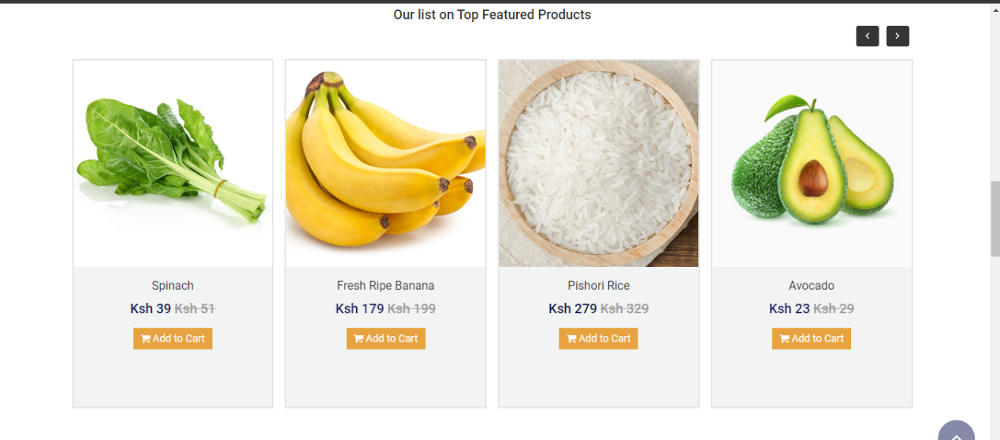 Our list on Top Featured Products
Spinach
Ksh 39 Ksh 51
Add to Cart
Fresh Ripe Banana
Ksh 179 Ksh 199
Add to Cart
Pishori Rice
Ksh 279 Ksh 329
Add to Cart
Avocado
Ksh 23 Ksh 29
Add to Cart